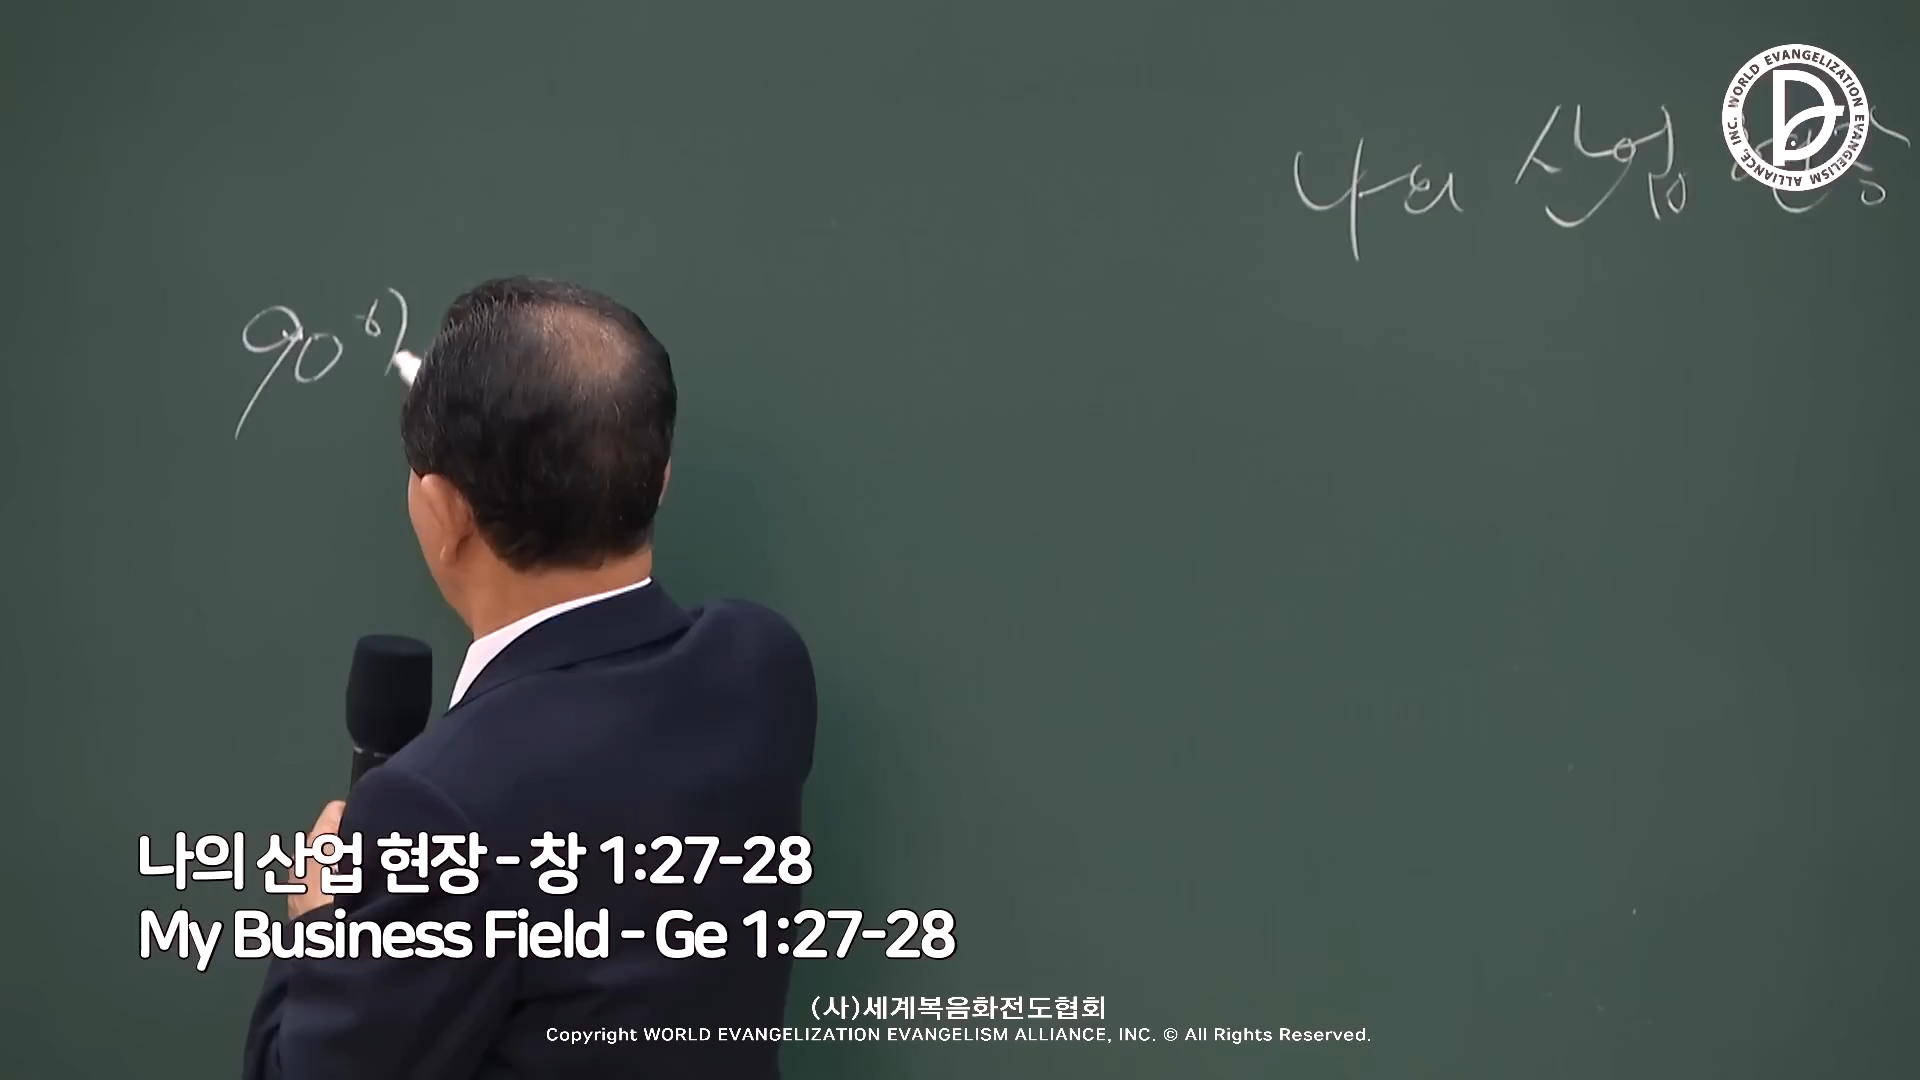 WORLD EVANGELIZATION EVANGELISM ALLIANCE, INC.
나의 산업
90%
나의 산업 현장 - 창 1:27-28
My Business Field - Ge 1:27-28
(사)세계복음화전도협회
Copyright WORLD EVANGELIZATION EVANGELISM ALLIANCE, INC. © All Rights Reserved.